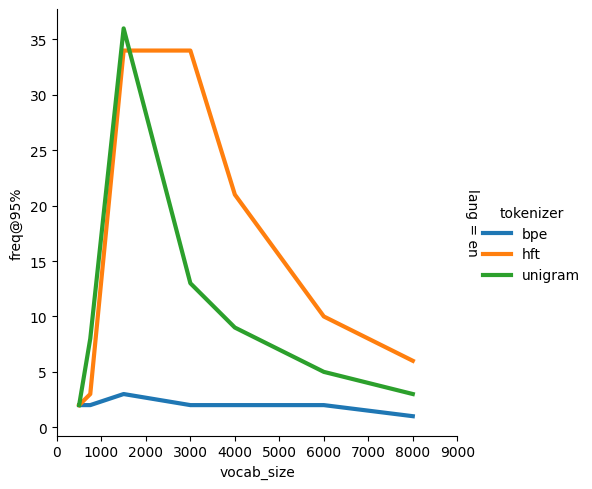 freq@95%
35
30
25
20
15
10
5
0
0 1000 2000 3000 4000 5000 6000 7000 8000 9000
vocab_size
lang = en
tokenizer
bpe
hft
unigram